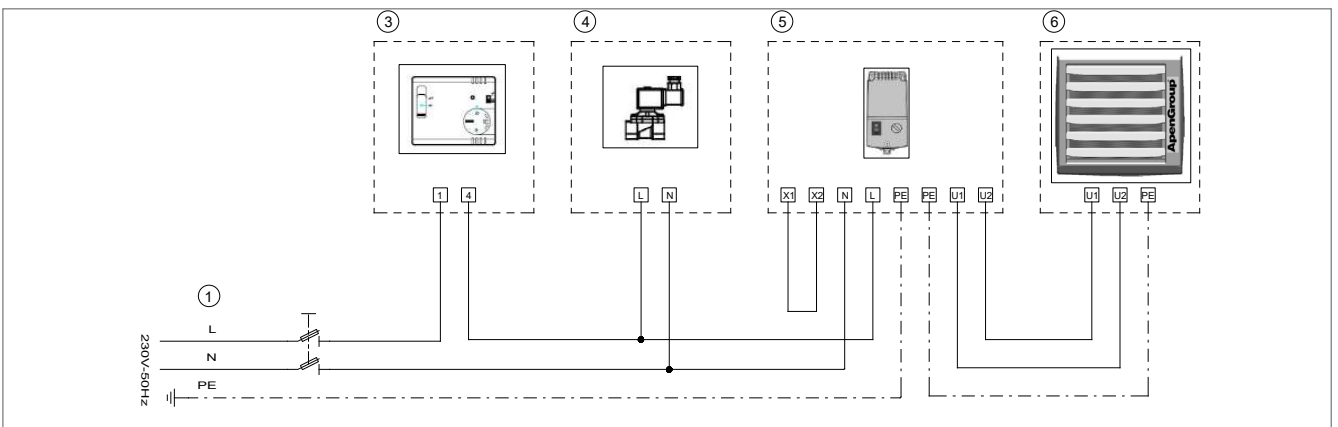 3 4 5 6
ApenGroup
1 4 L N X1 X2 N L PE PE U1 U2 U1 U2 PE
1
L
N
PE
230V-50Hz